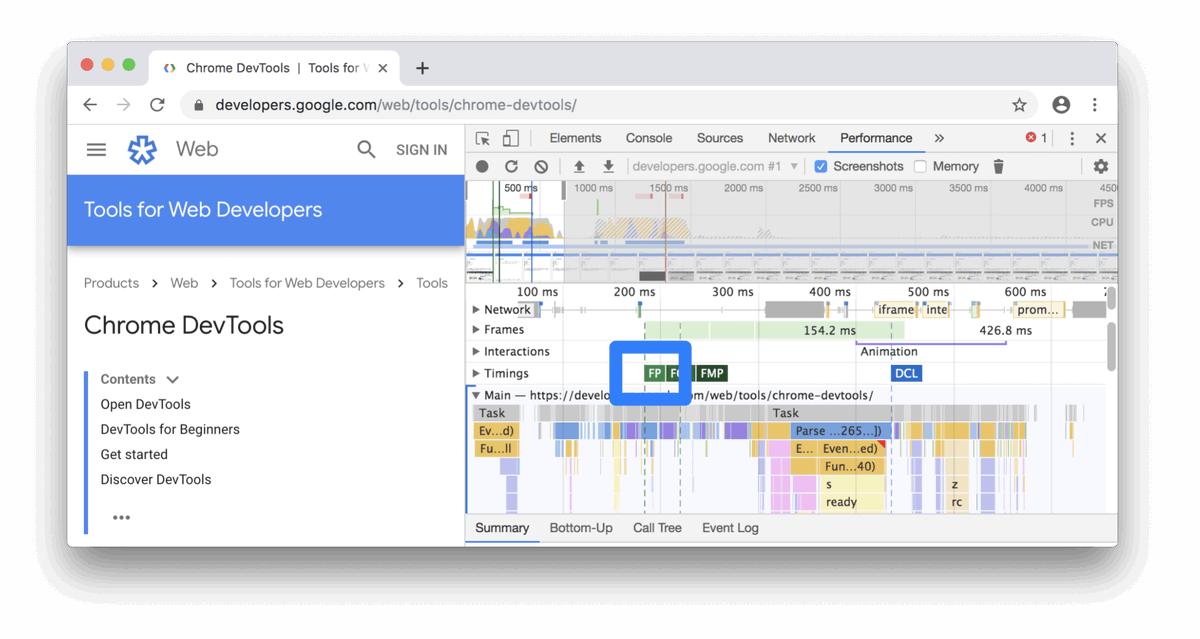 Chrome DevTools | Tools for W
developers.google.com/web/tools/chrome-devtools/
Web
SIGN IN
Tools for Web Developers
Products > Web > Tools for Web Developers > Tools
Chrome DevTools
Contents
Open DevTools
DevTools for Beginners
Get started
Discover DevTools
•••
Elements Console Sources Network Performance » 1
developers.google.com #1 Screenshots Memory
500 ms 1000 ms 1500 ms 2000 ms 2500 ms 3000 ms 3500 ms 4000 ms 450
FPS
CPU
NET
100 ms 200 ms 300 ms 400 ms 500 ms 600 ms
Network iframe inte prom...
Frames 154.2 ms 426.8 ms
Interactions Animation
Timings FP F FMP DCL
Main — https://develo om/web/tools/chrome-devtools/
Task Task
Ev...d) Parse ...265...])
Fu...ll E... Even...ed)
Fun...40)
s z
ready rc
Summary Bottom-Up Call Tree Event Log